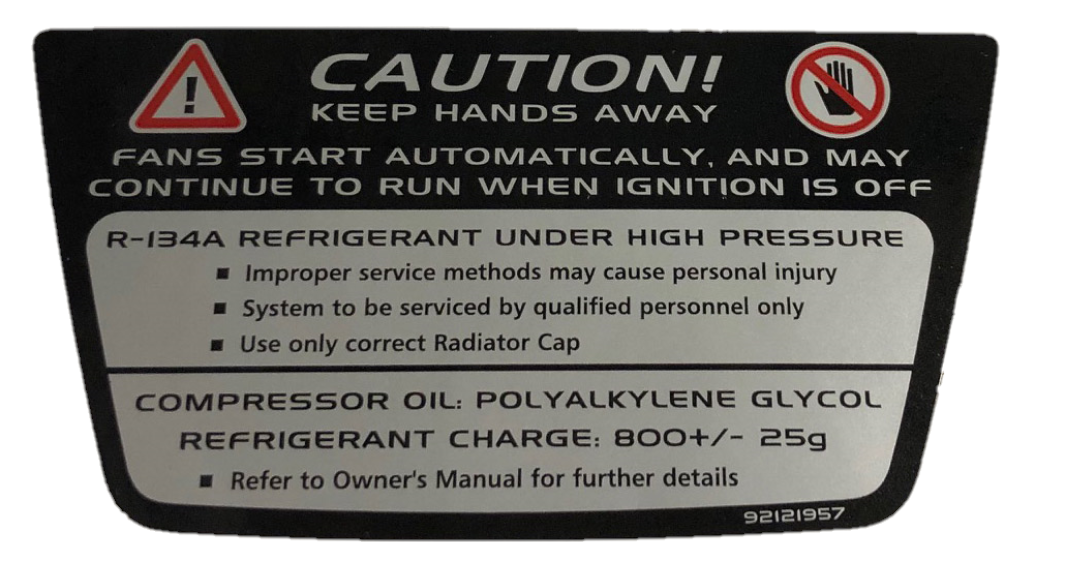 CAUTION!
KEEP HANDS AWAY
FANS START AUTOMATICALLY, AND MAY
CONTINUE TO RUN WHEN IGNITION IS OFF
R-134A REFRIGERANT UNDER HIGH PRESSURE
■ Improper service methods may cause personal injury
■ System to be serviced by qualified personnel only
■ Use only correct Radiator Cap
COMPRESSOR OIL: POLYALKYLENE GLYCOL
REFRIGERANT CHARGE: 800+/- 25g
■ Refer to Owner's Manual for further details
92121957